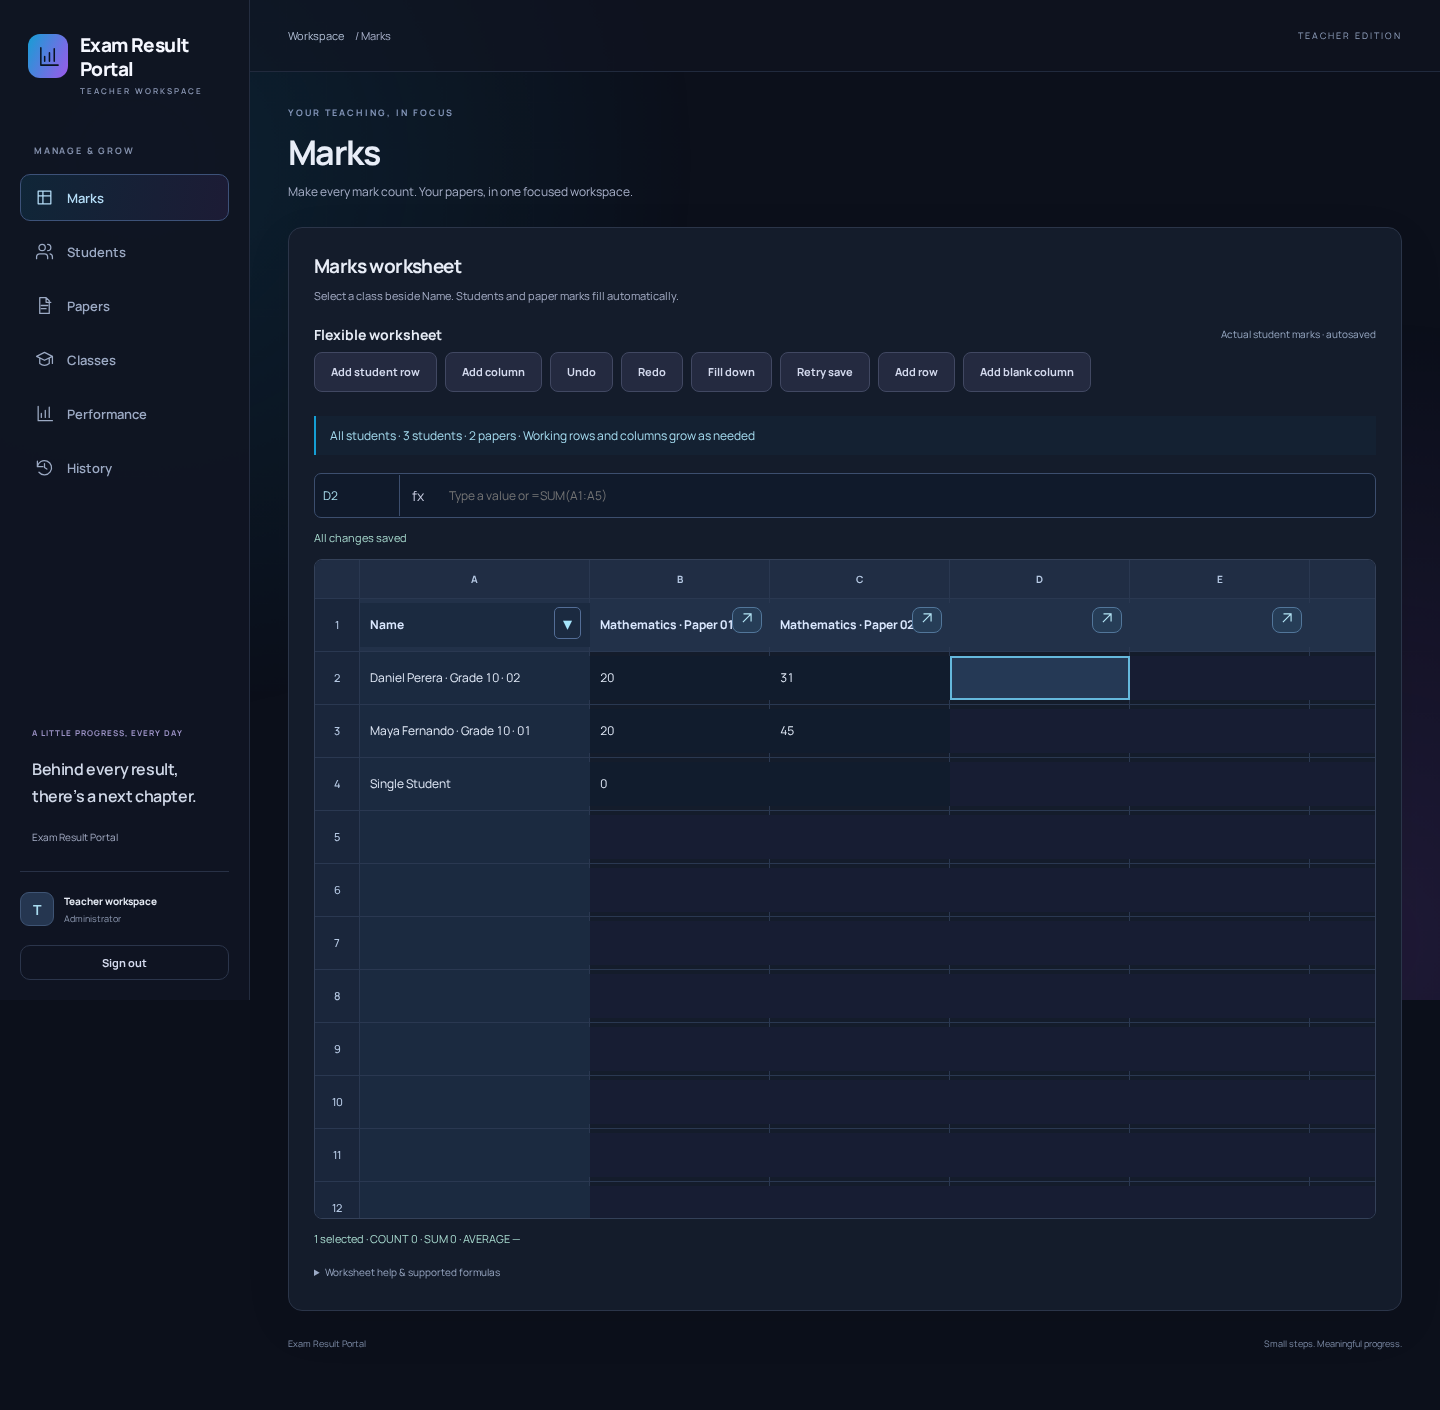 Exam Result
Portal
TEACHER WORKSPACE
MANAGE & GROW
Marks
Students
Papers
Classes
Performance
History
A LITTLE PROGRESS, EVERY DAY
Behind every result,
there's a next chapter.
Exam Result Portal
T
Teacher workspace
Administrator
Sign out
Workspace / Marks
TEACHER EDITION
YOUR TEACHING, IN FOCUS
Marks
Make every mark count. Your papers, in one focused workspace.
Marks worksheet
Select a class beside Name. Students and paper marks fill automatically.
Flexible worksheet
Actual student marks · autosaved
Add student row Add column Undo Redo Fill down Retry save Add row Add blank column
All students · 3 students · 2 papers · Working rows and columns grow as needed
D2 fx Type a value or =SUM(A1:A5)
All changes saved
A B C D E
1 Name ▼ Mathematics · Paper 01 Mathematics · Paper 02
2 Daniel Perera · Grade 10 · 02 20 31
3 Maya Fernando · Grade 10 · 01 20 45
4 Single Student 0
5
6
7
8
9
10
11
12
1 selected · COUNT 0 · SUM 0 · AVERAGE —
▶ Worksheet help & supported formulas
Exam Result Portal
Small steps. Meaningful progress.